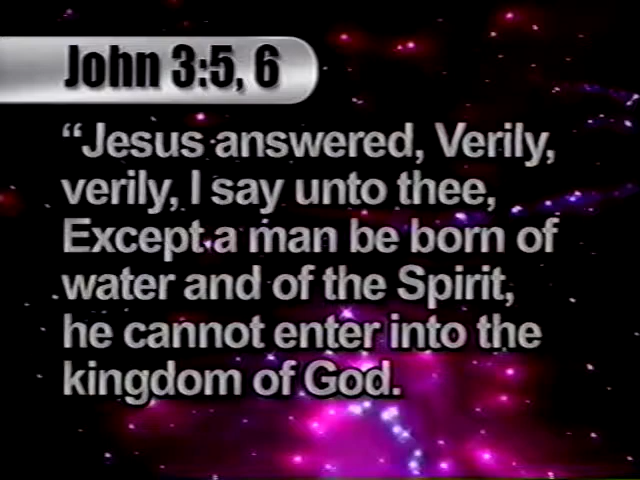 John 3:5, 6
“Jesus answered, Verily,
verily, I say unto thee,
Except a man be born of
water and of the Spirit,
he cannot enter into the
kingdom of God.